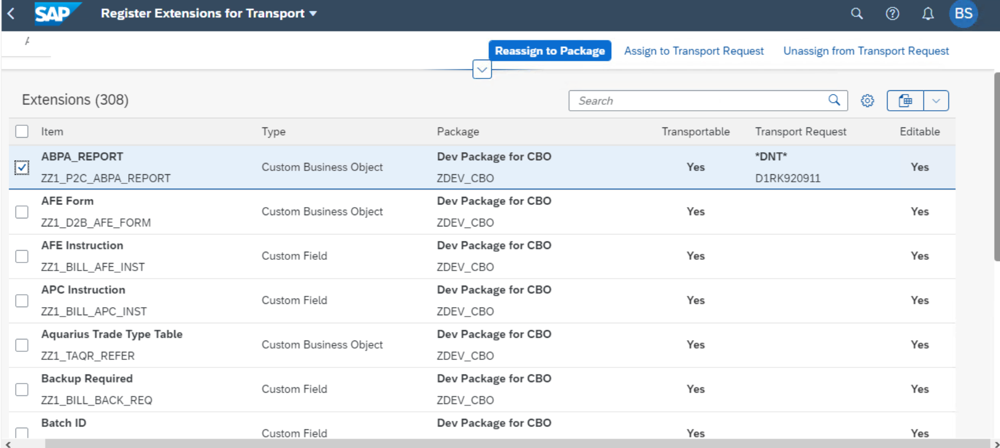 SAP Register Extensions for Transport BS
Reassign to Package Assign to Transport Request Unassign from Transport Request
Extensions (308) Search
Item Type Package Transportable Transport Request Editable
ABPA_REPORT Dev Package for CBO *DNT*
Custom Business Object Yes Yes
ZZ1_P2C_ABPA_REPORT ZDEV_CBO D1RK920911
AFE Form Dev Package for CBO
Custom Business Object Yes Yes
ZZ1_D2B_AFE_FORM ZDEV_CBO
AFE Instruction Dev Package for CBO
Custom Field Yes Yes
ZZ1_BILL_AFE_INST ZDEV_CBO
APC Instruction Dev Package for CBO
Custom Field Yes Yes
ZZ1_BILL_APC_INST ZDEV_CBO
Aquarius Trade Type Table Dev Package for CBO
Custom Business Object Yes Yes
ZZ1_TAQR_REFER ZDEV_CBO
Backup Required Dev Package for CBO
Custom Field Yes Yes
ZZ1_BILL_BACK_REQ ZDEV_CBO
Batch ID Dev Package for CBO
Custom Field Yes Yes